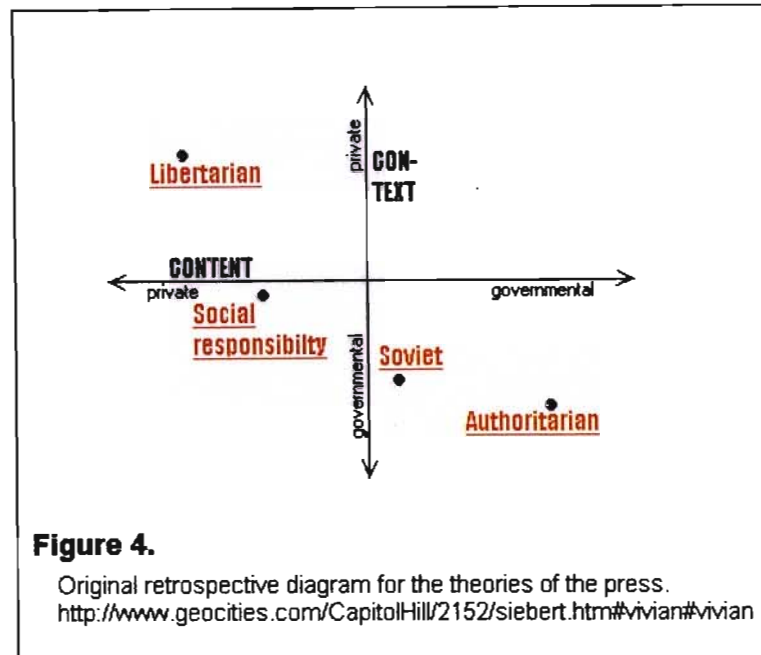 private
CON-
TEXT
Libertarian
CONTENT
private
governmental
Social
responsibilty
governmental
Soviet
Authoritarian
Figure 4.
Original retrospective diagram for the theories of the press.
http://www.geocities.com/CapitolHill/2152/siebert.htm#vivian#vivian